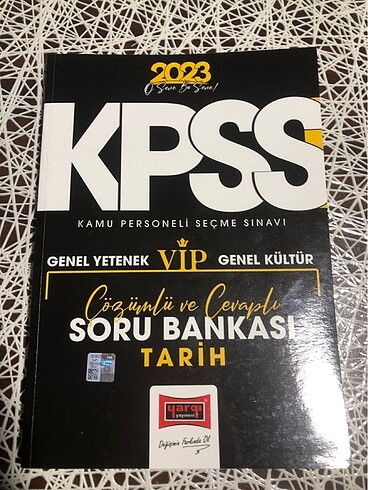 2023
O Sene Bu Sene!
KPSS
KAMU PERSONELİ SEÇME SINAVI
GENEL YETENEK VİP GENEL KÜLTÜR
Çözümlü ve Cevaplı
SORU BANKASI
TARİH
yargı
yayınevi
Değişimin Farkında Ol